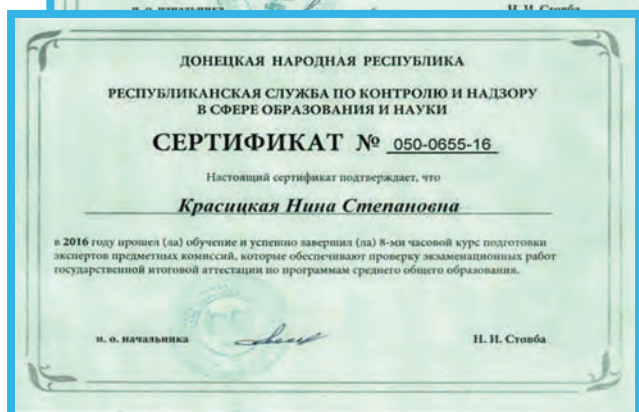 н. о. начальника Н. И. Стовба
ДОНЕЦКАЯ НАРОДНАЯ РЕСПУБЛИКА
РЕСПУБЛИКАНСКАЯ СЛУЖБА ПО КОНТРОЛЮ И НАДЗОРУ
В СФЕРЕ ОБРАЗОВАНИЯ И НАУКИ
СЕРТИФИКАТ № 050-0655-16
Настоящий сертификат подтверждает, что
Красицкая Нина Степановна
в 2016 году прошел (ла) обучение и успешно завершил (ла) 8-ми часовой курс подготовки
экспертов предметных комиссий, которые обеспечивают проверку экзаменационных работ
государственной итоговой аттестации по программам среднего общего образования.
н. о. начальника Н. И. Стовба